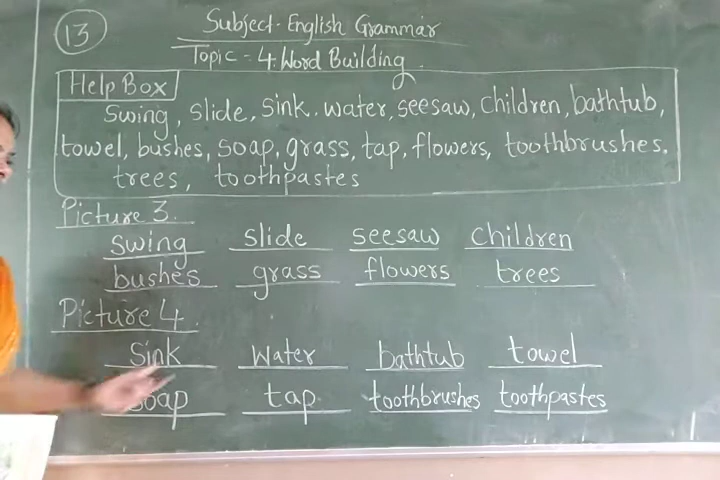 13
Subject - English Grammar
Topic - 4. Word Building.
Help Box
Swing, slide, sink. water, seesaw, children, bathtub,
towel, bushes, soap, grass, tap, flowers, toothbrushes.
trees, toothpastes
Picture 3.
swing slide seesaw children
bushes grass flowers trees
Picture 4.
Sink Water bathtub towel
soap tap. toothbrushes toothpastes